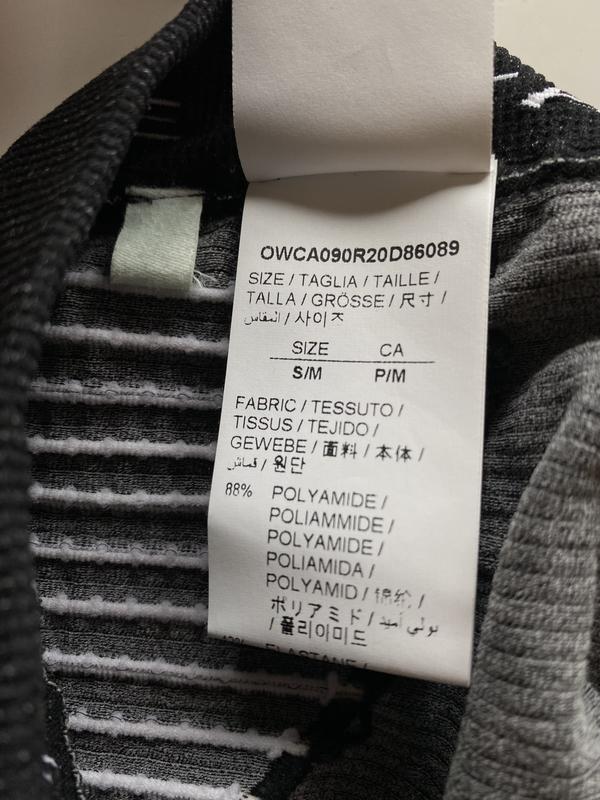 OWCA090R20D86089
SIZE / TAGLIA / TAILLE /
TALLA / GRÖSSE / 尺寸 /
المقاس / 사이즈
SIZE CA
S/M P/M
FABRIC / TESSUTO /
TISSUS / TEJIDO /
GEWEBE / 面料 / 本体 /
قماش / 원단
88% POLYAMIDE /
POLIAMMIDE /
POLYAMIDE /
POLIAMIDA /
POLYAMID / 锦纶 /
ポリアミド / بولي أميد
/ 폴리아미드
12% ELASTANE /